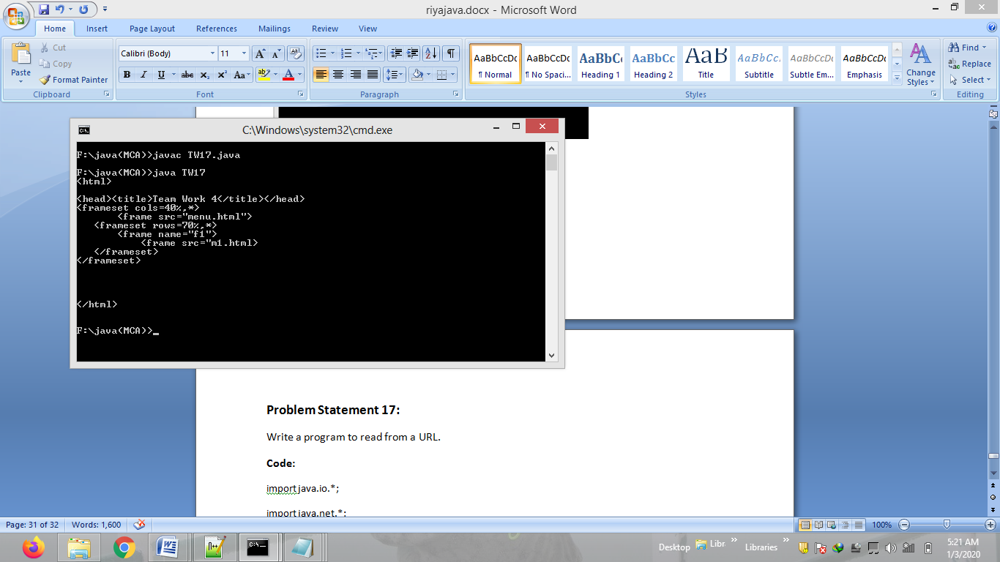 riyajava.docx - Microsoft Word
Home Insert Page Layout References Mailings Review View
Paste
Cut
Copy
Format Painter
Clipboard
Calibri (Body) 11
Font
Paragraph
AaBbCcDc AaBbCcDc AaBbC AaBbCc AaB AaBbCc. AaBbCcDc AaBbCcDc
¶ Normal ¶ No Spaci... Heading 1 Heading 2 Title Subtitle Subtle Em... Emphasis
Change Styles
Styles
Find
Replace
Select
Editing
C:\Windows\system32\cmd.exe
F:\java(MCA)>javac TW17.java
F:\java(MCA)>java TW17
<html>
<head><title>Team Work 4</title></head>
<frameset cols=40%,*>
<frame src="menu.html">
<frameset rows=70%,*>
<frame name="f1">
<frame src="m1.html>
</frameset>
</frameset>
</html>
F:\java(MCA)>_
Problem Statement 17:
Write a program to read from a URL.
Code:
import java.io.*;
import java.net.*;
Page: 31 of 32 Words: 1,600 100%
Desktop Libr Libraries
5:21 AM
1/3/2020